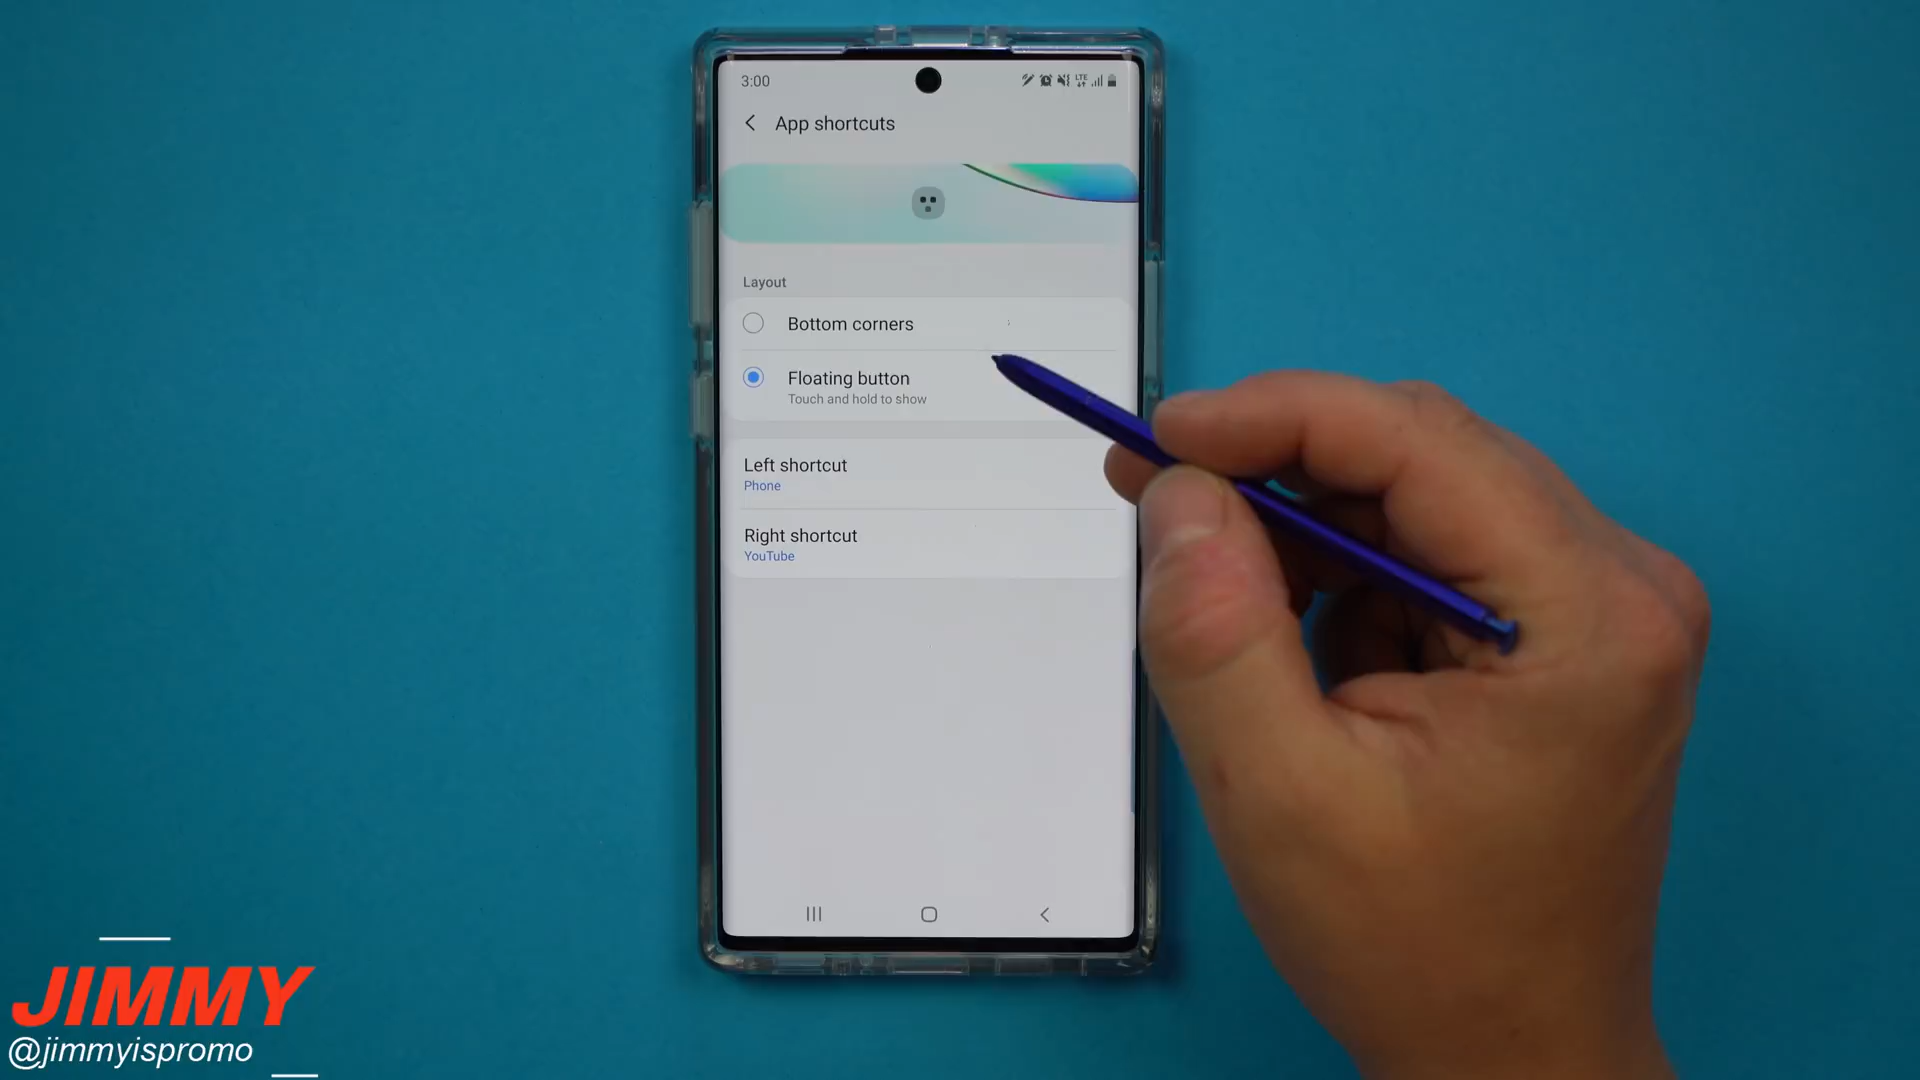 3:00
LTE
App shortcuts
Layout
Bottom corners
Floating button
Touch and hold to show
Left shortcut
Phone
Right shortcut
YouTube
JIMMY
@jimmyispromo